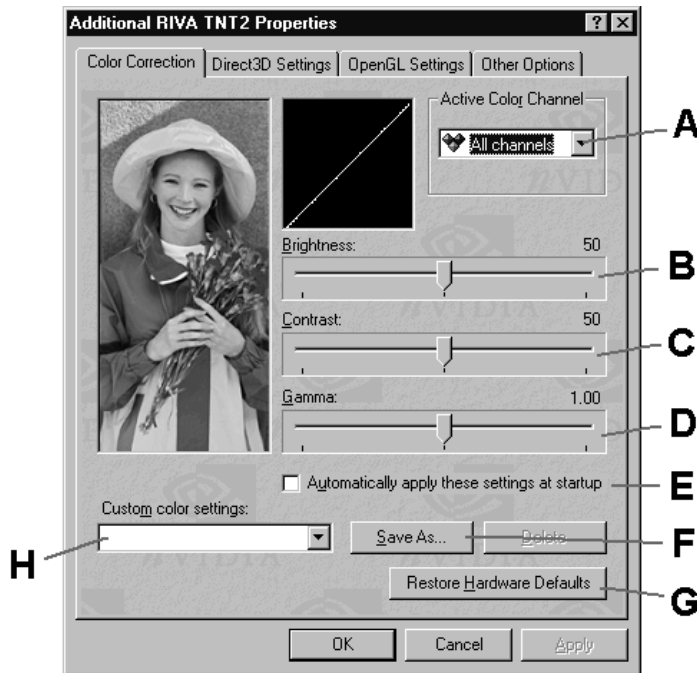 Additional RIVA TNT2 Properties
Color Correction Direct3D Settings OpenGL Settings Other Options
Active Color Channel
A
All channels
Brightness: 50
B
Contrast: 50
C
Gamma: 1.00
D
Automatically apply these settings at startup
E
Custom color settings:
H
Save As... Delete
F
Restore Hardware Defaults
G
OK Cancel Apply
nVIDIA